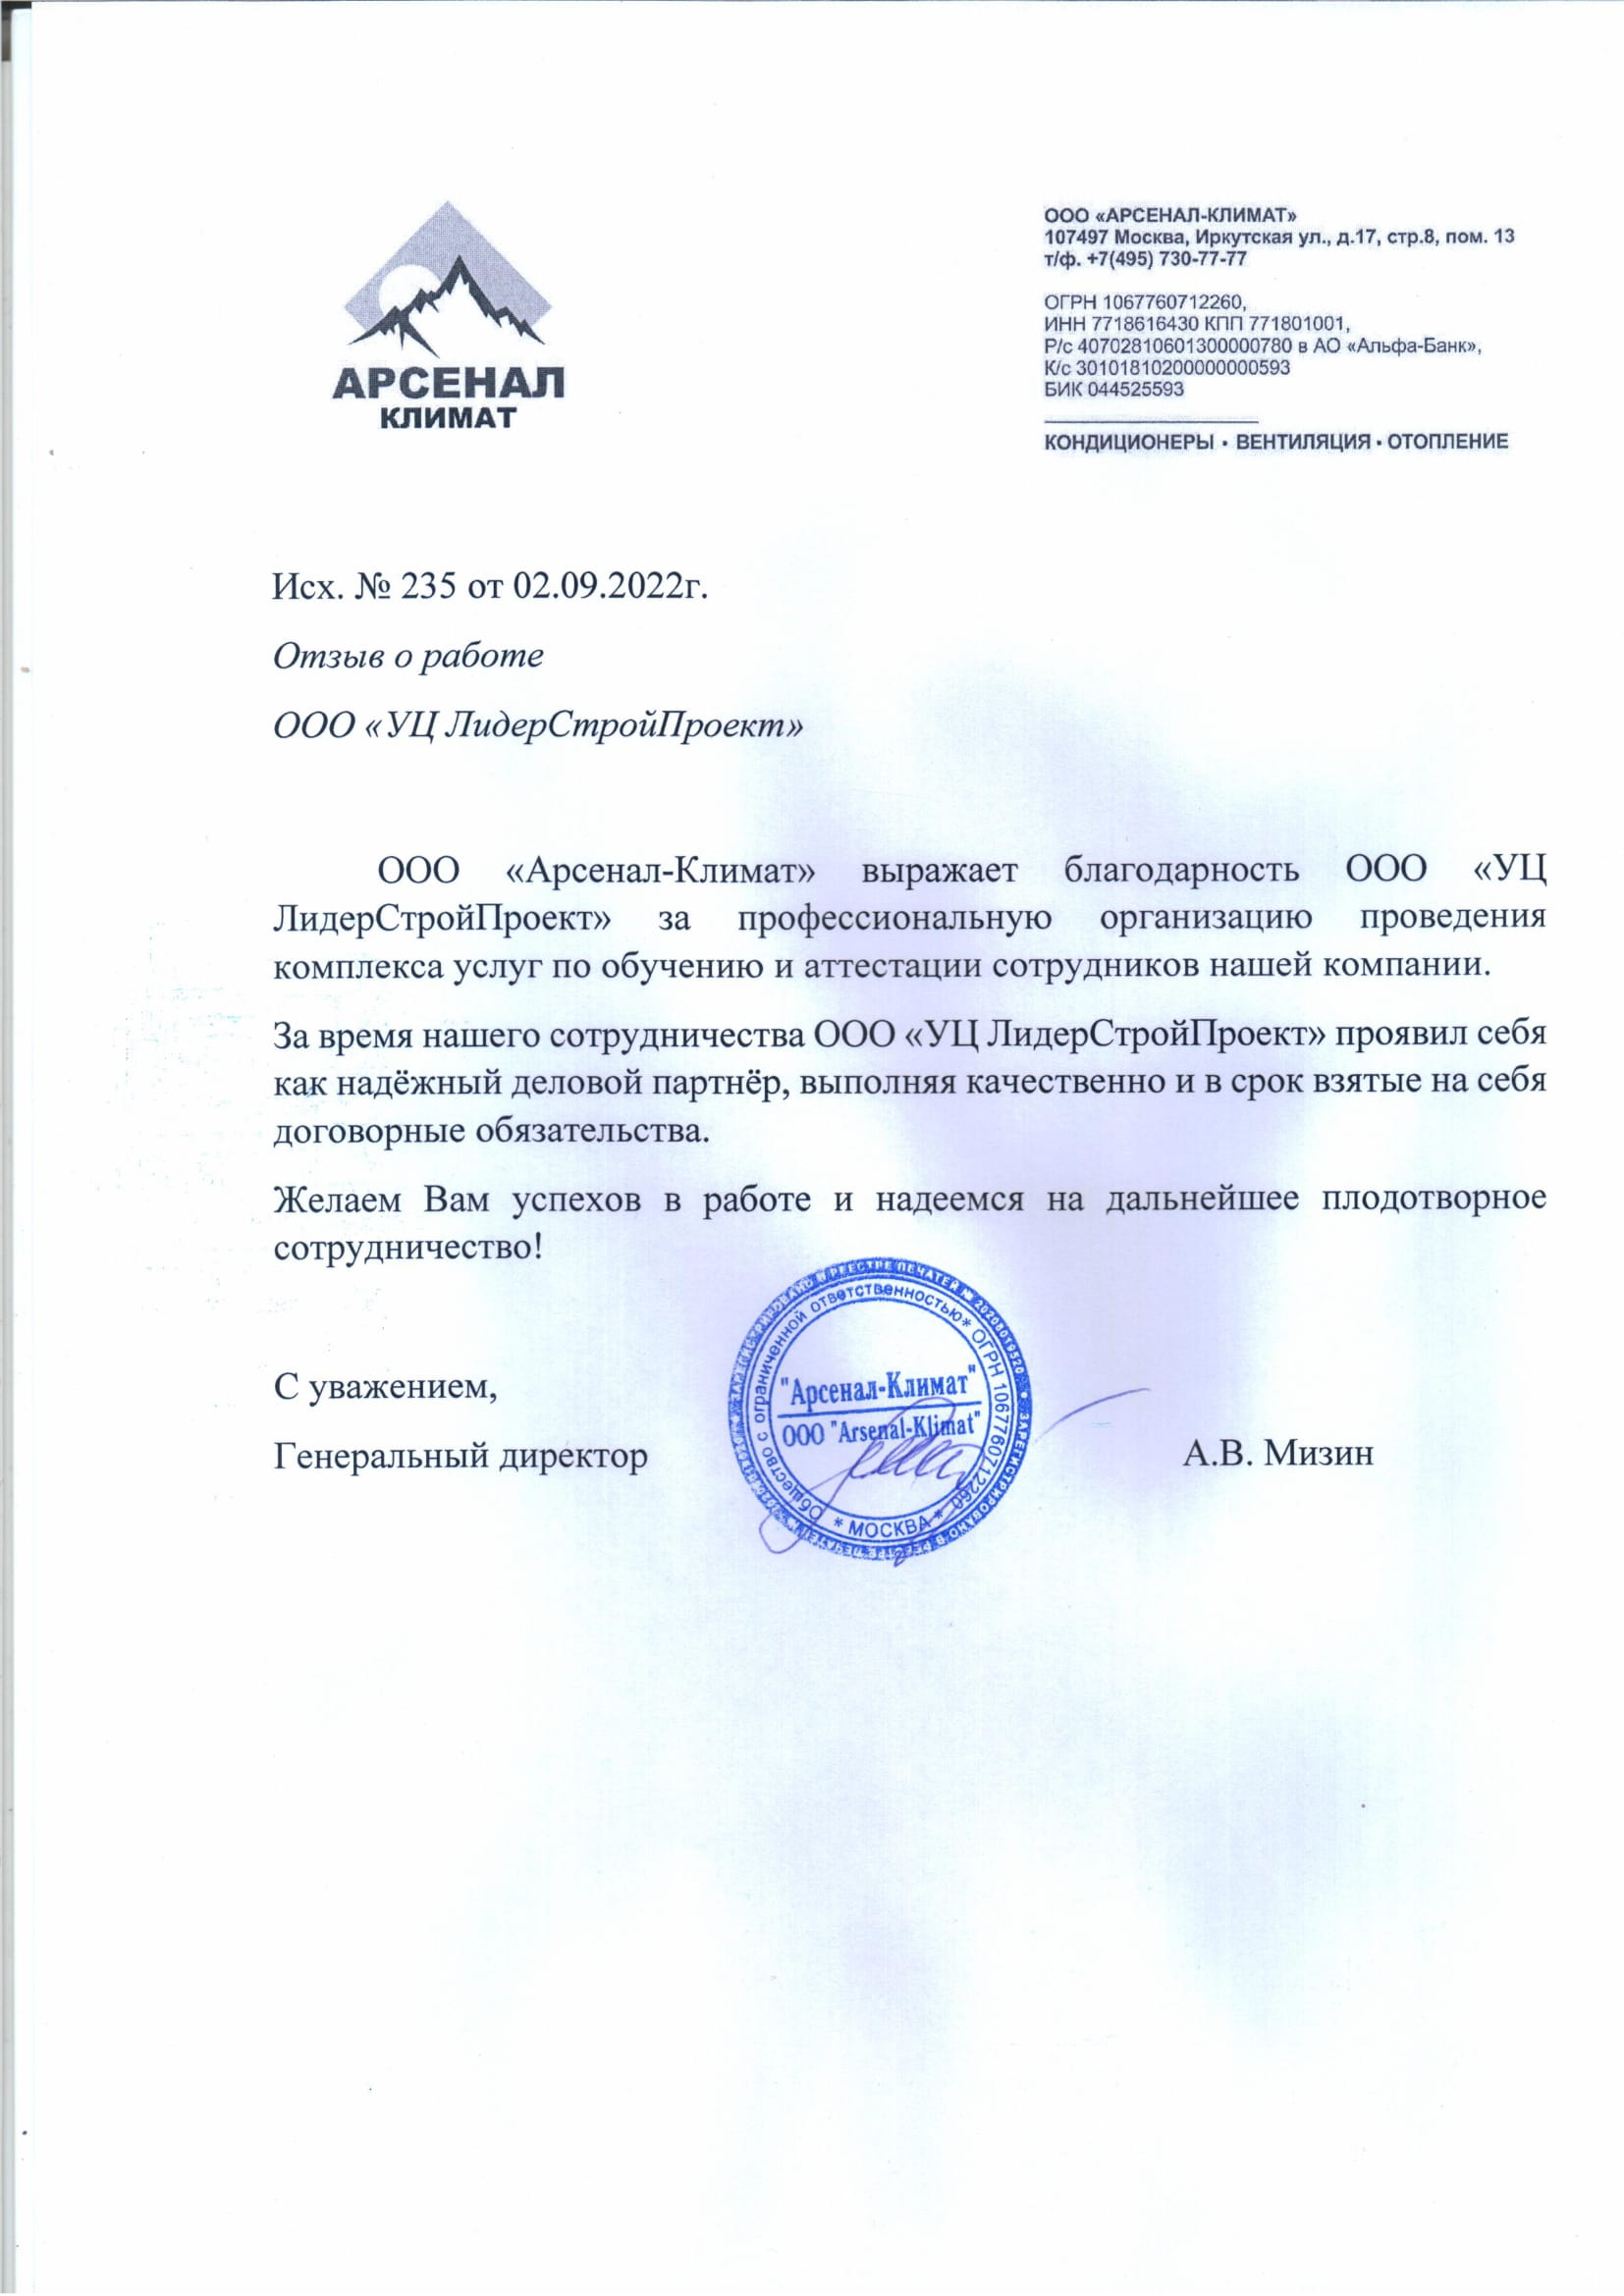 АРСЕНАЛ
КЛИМАТ
ООО «АРСЕНАЛ-КЛИМАТ»
107497 Москва, Иркутская ул., д.17, стр.8, пом. 13
т/ф. +7(495) 730-77-77
ОГРН 1067760712260,
ИНН 7718616430 КПП 771801001,
Р/с 40702810601300000780 в АО «Альфа-Банк»,
К/с 30101810200000000593
БИК 044525593
КОНДИЦИОНЕРЫ • ВЕНТИЛЯЦИЯ • ОТОПЛЕНИЕ
Исх. № 235 от 02.09.2022г.
Отзыв о работе
ООО «УЦ ЛидерСтройПроект»
ООО «Арсенал-Климат» выражает благодарность ООО «УЦ
ЛидерСтройПроект» за профессиональную организацию проведения
комплекса услуг по обучению и аттестации сотрудников нашей компании.
За время нашего сотрудничества ООО «УЦ ЛидерСтройПроект» проявил себя
как надёжный деловой партнёр, выполняя качественно и в срок взятые на себя
договорные обязательства.
Желаем Вам успехов в работе и надеемся на дальнейшее плодотворное
сотрудничество!
С уважением,
Генеральный директор
А.В. Мизин
Общество с ограниченной ответственностью * ОГРН 1067760712260
* МОСКВА *
"Арсенал-Климат"
ООО "Arsenal-Klimat"